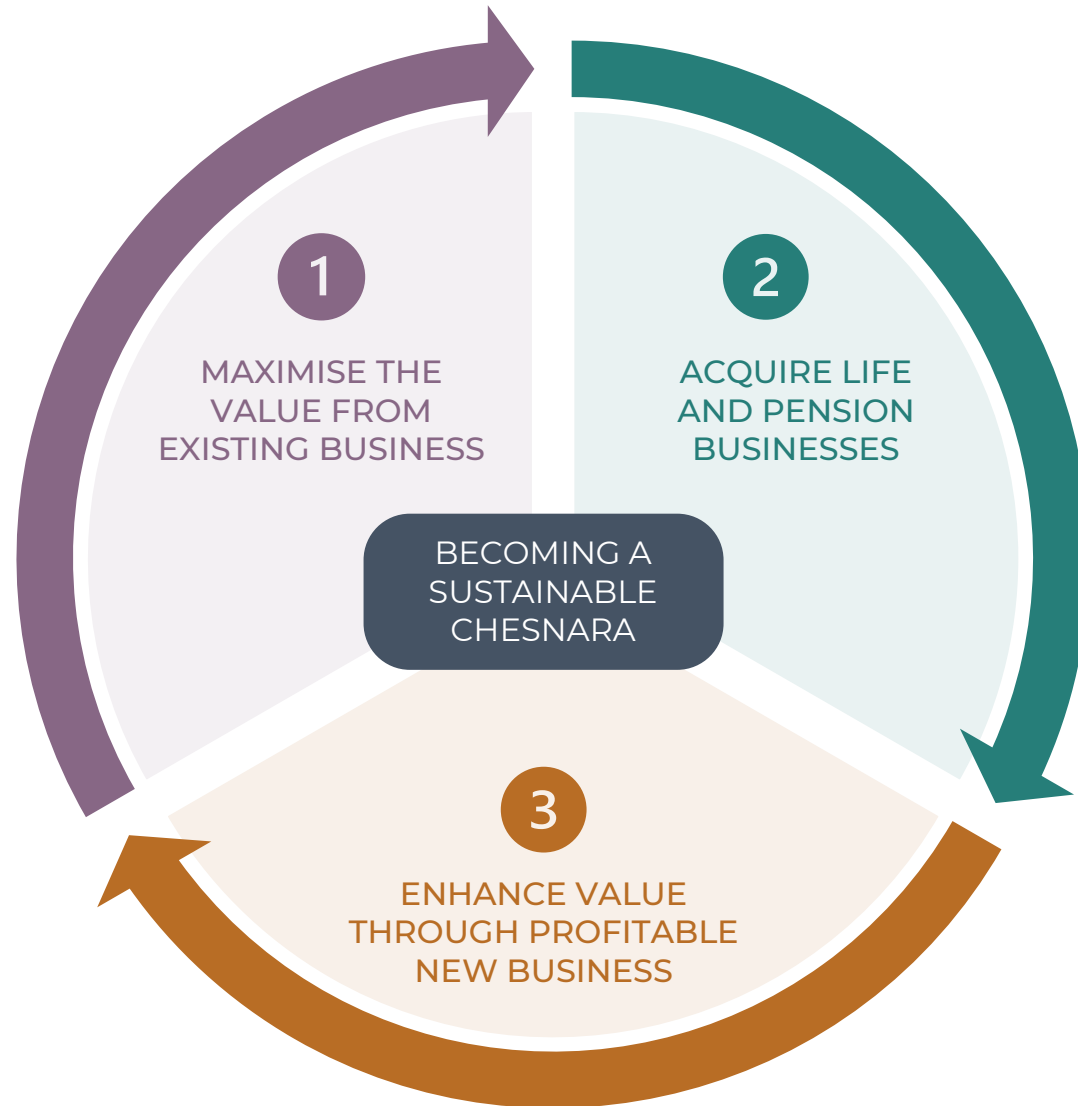 1
MAXIMISE THE
VALUE FROM
EXISTING BUSINESS
2
ACQUIRE LIFE
AND PENSION
BUSINESSES
BECOMING A
SUSTAINABLE
CHESNARA
3
ENHANCE VALUE
THROUGH PROFITABLE
NEW BUSINESS